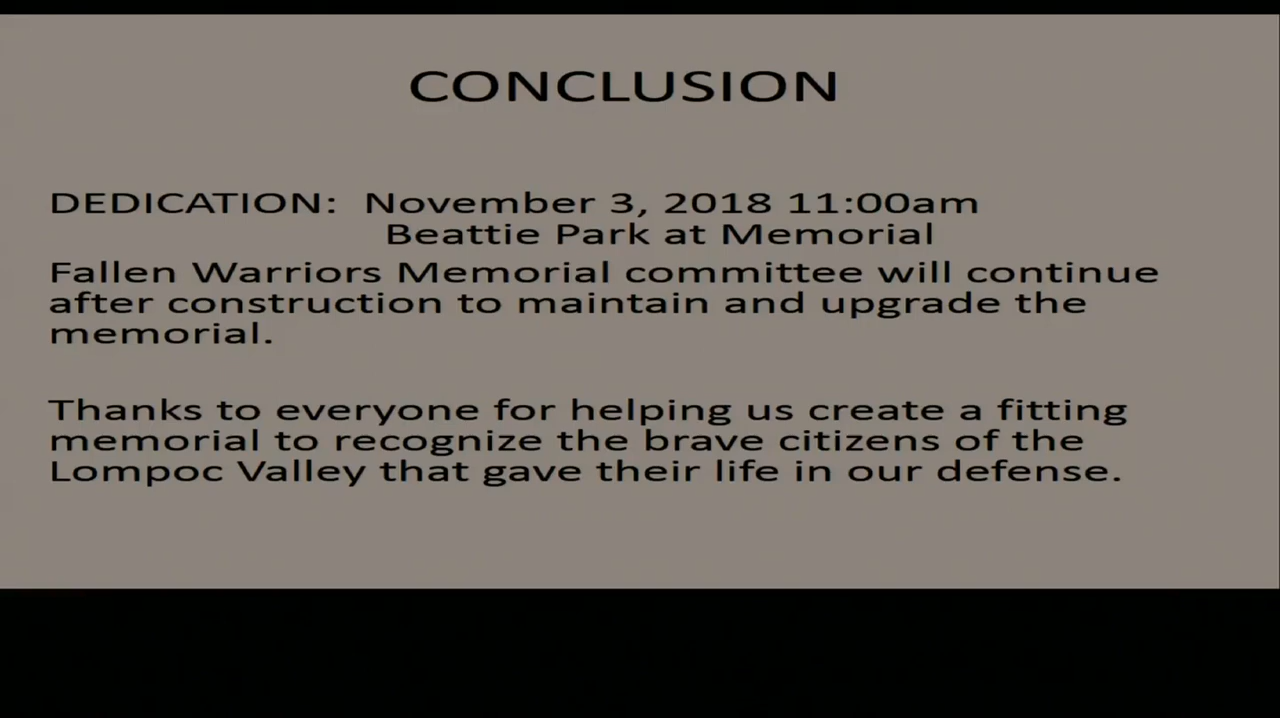 CONCLUSION
DEDICATION: November 3, 2018 11:00am
Beattie Park at Memorial
Fallen Warriors Memorial committee will continue
after construction to maintain and upgrade the
memorial.
Thanks to everyone for helping us create a fitting
memorial to recognize the brave citizens of the
Lompoc Valley that gave their life in our defense.